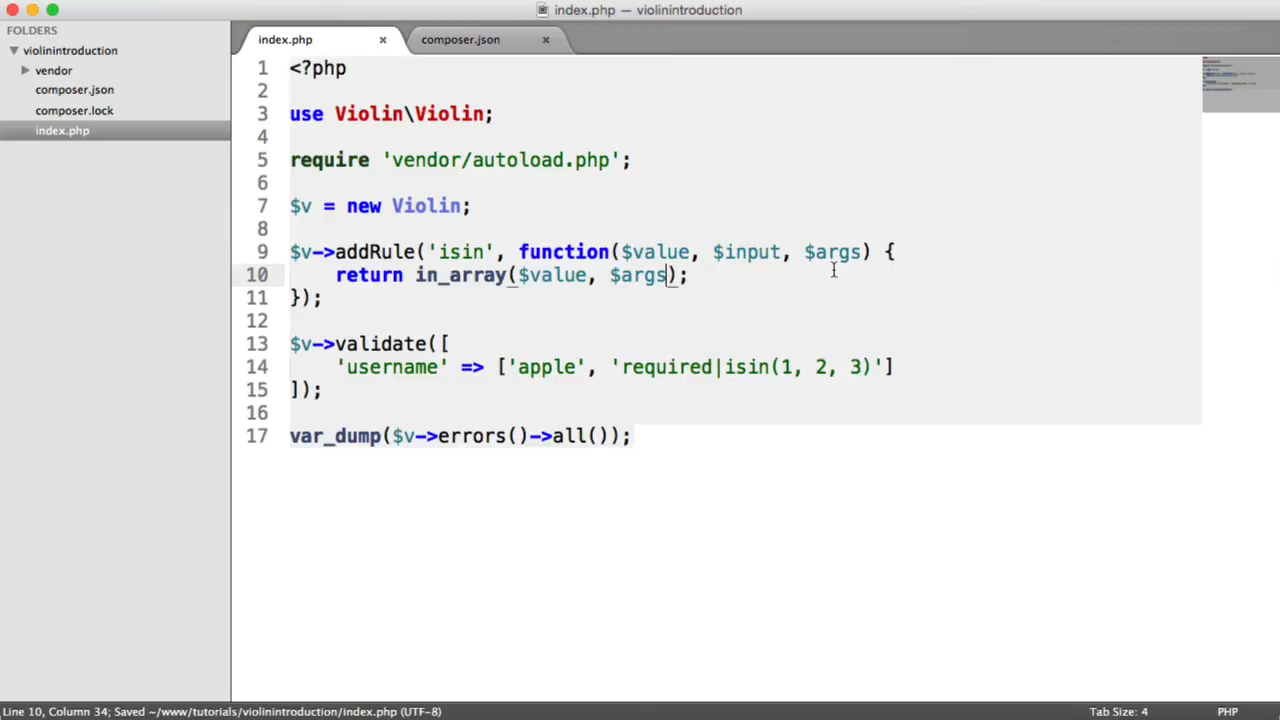 index.php — violinintroduction
FOLDERS
violinintroduction
vendor
composer.json
composer.lock
index.php
index.php
composer.json
1 <?php
2
3 use Violin\Violin;
4
5 require 'vendor/autoload.php';
6
7 $v = new Violin;
8
9 $v->addRule('isin', function($value, $input, $args) {
10 return in_array($value, $args);
11 });
12
13 $v->validate([
14 'username' => ['apple', 'required|isin(1, 2, 3)']
15 ]);
16
17 var_dump($v->errors()->all());
Line 10, Column 34; Saved ~/www/tutorials/violinintroduction/index.php (UTF-8)
Tab Size: 4
PHP